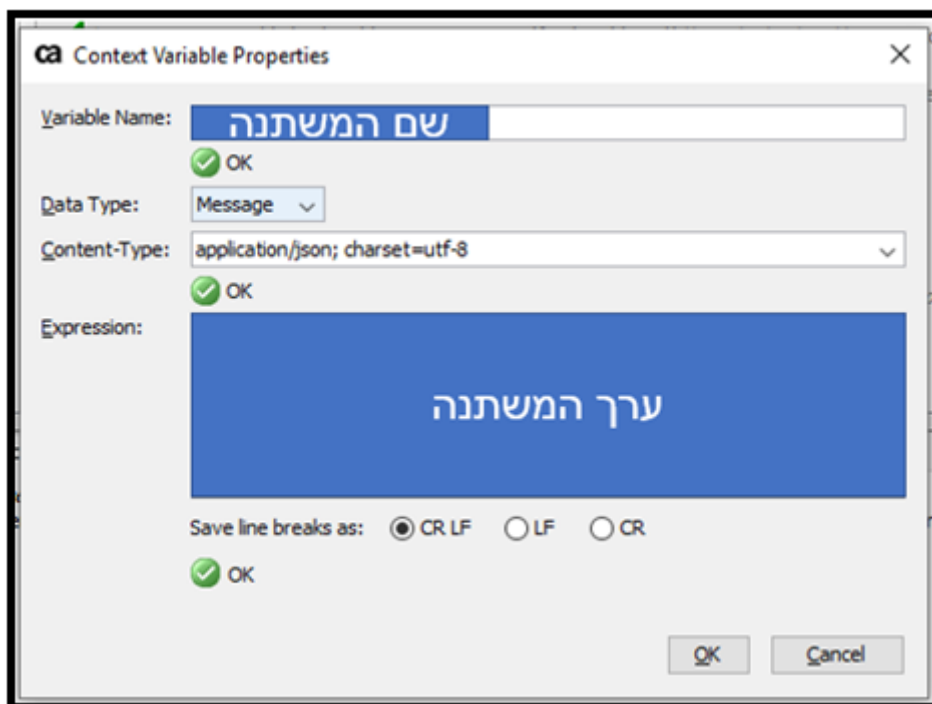 ca Context Variable Properties
Variable Name: שם המשתנה
OK
Data Type: Message
Content-Type: application/json; charset=utf-8
OK
Expression: ערך המשתנה
Save line breaks as: CR LF LF CR
OK
OK Cancel